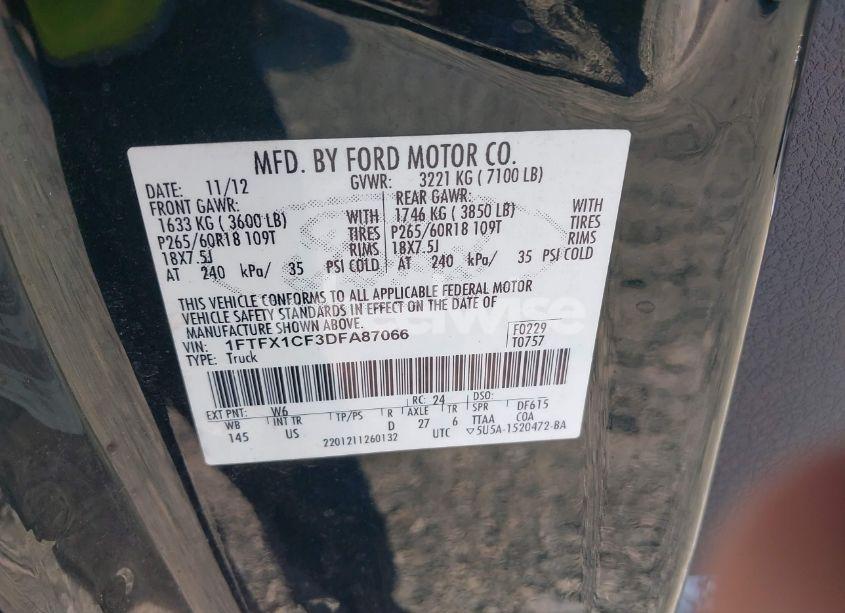 MFD. BY FORD MOTOR CO.
DATE: 11/12 GVWR: 3221 KG ( 7100 LB)
FRONT GAWR: REAR GAWR:
1633 KG ( 3600 LB) WITH 1746 KG ( 3850 LB) WITH
P265/60R18 109T TIRES P265/60R18 109T TIRES
18X7.5J RIMS 18X7.5J RIMS
AT 240 kPa/ 35 PSI COLD AT 240 kPa/ 35 PSI COLD
THIS VEHICLE CONFORMS TO ALL APPLICABLE FEDERAL MOTOR
VEHICLE SAFETY STANDARDS IN EFFECT ON THE DATE OF
MANUFACTURE SHOWN ABOVE.
VIN: 1FTFX1CF3DFA87066 F0229
TYPE: Truck T0757
RC: 24 DSO:
EXT PNT: W6 DF615
WB INT TR TP/PS R AXLE TR SPR COA
145 US D 27 6 TTAA
2201211260132 UTC ▽5U5A-1520472-BA